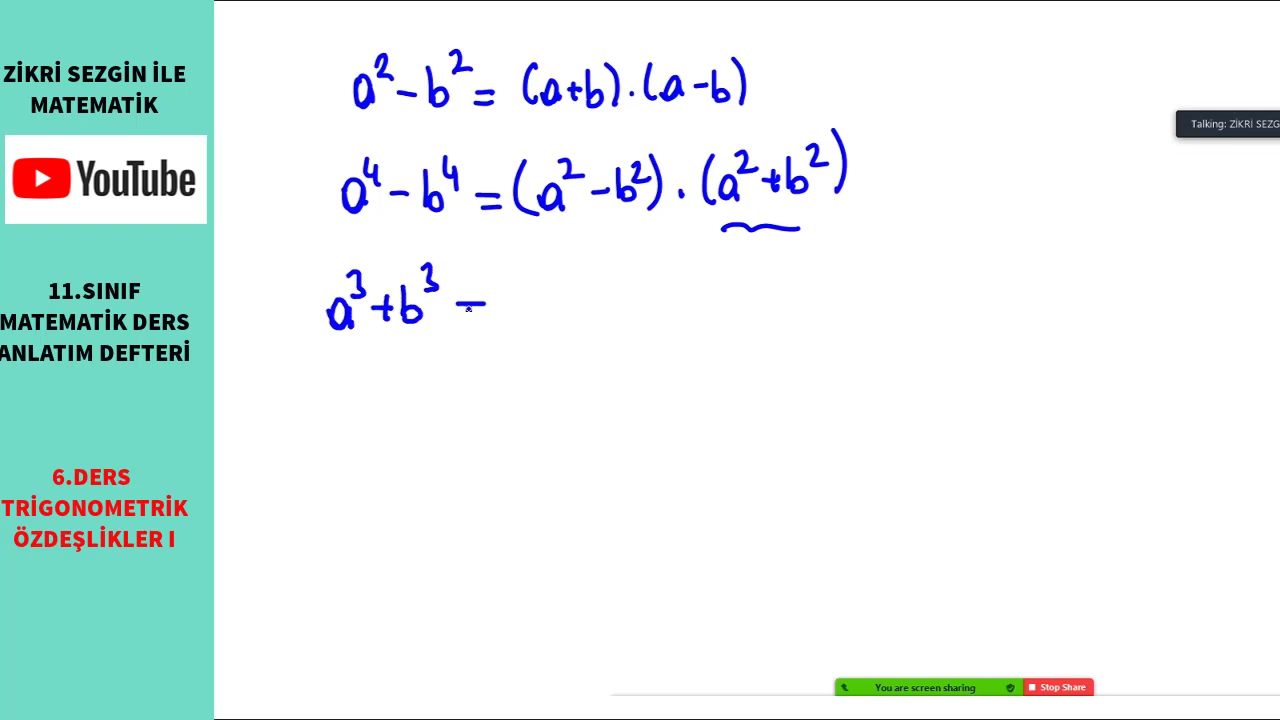 ZİKRİ SEZGİN İLE
MATEMATİK
YouTube
11.SINIF
MATEMATİK DERS
ANLATIM DEFTERİ
6.DERS
TRİGONOMETRİK
ÖZDEŞLİKLER I
a² - b² = (a+b).(a-b)
a⁴ - b⁴ = (a² - b²) . (a² + b²)
a³ + b³ -
Talking: ZİKRİ SEZG
You are screen sharing
Stop Share